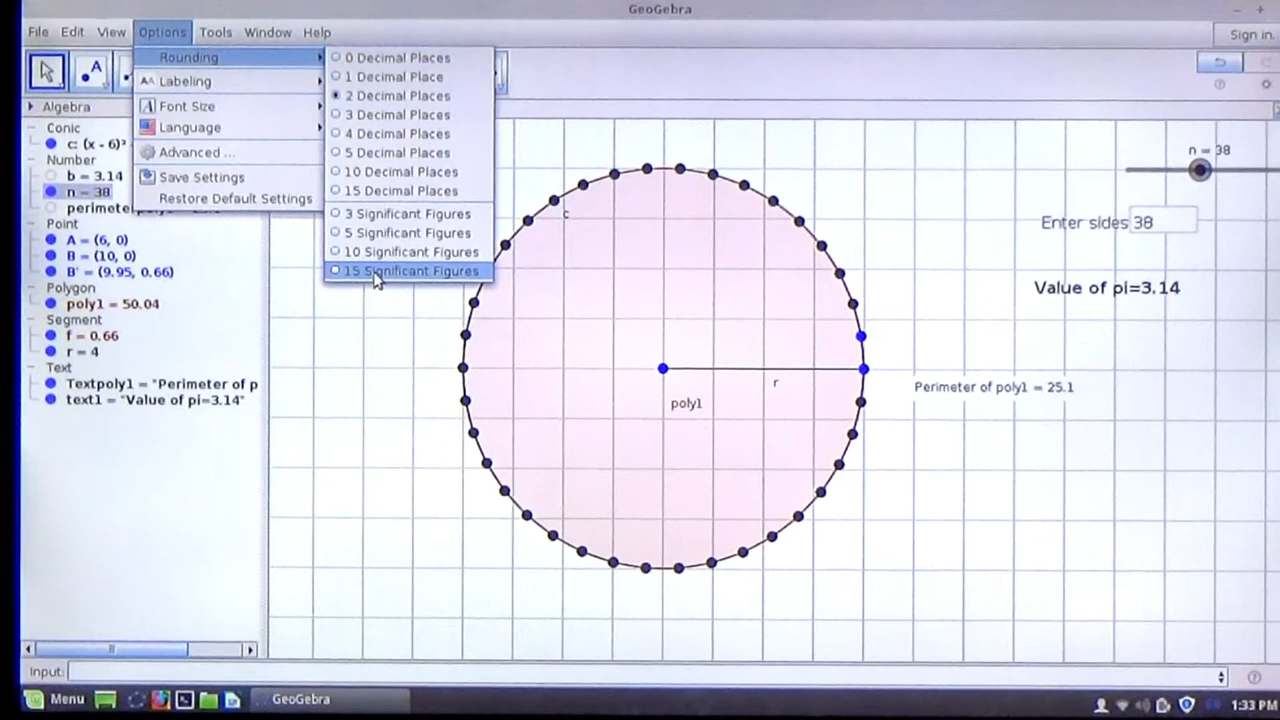 GeoGebra
File Edit View Options Tools Window Help
Sign in.
A
Rounding
Labeling
Font Size
Language
Advanced ...
Save Settings
Restore Default Settings
0 Decimal Places
1 Decimal Place
2 Decimal Places
3 Decimal Places
4 Decimal Places
5 Decimal Places
10 Decimal Places
15 Decimal Places
3 Significant Figures
5 Significant Figures
10 Significant Figures
15 Significant Figures
Algebra
Conic
c: (x - 6)²
Number
b = 3.14
n = 38
Point
A = (6, 0)
B = (10, 0)
B' = (9.95, 0.66)
Polygon
poly1 = 50.04
Segment
f = 0.66
r = 4
Text
Textpoly1 = "Perimeter of p
text1 = "Value of pi=3.14"
c
r
poly1
n = 38
Enter sides 38
Value of pi=3.14
Perimeter of poly1 = 25.1
Input:
Menu
GeoGebra
1:33 PM